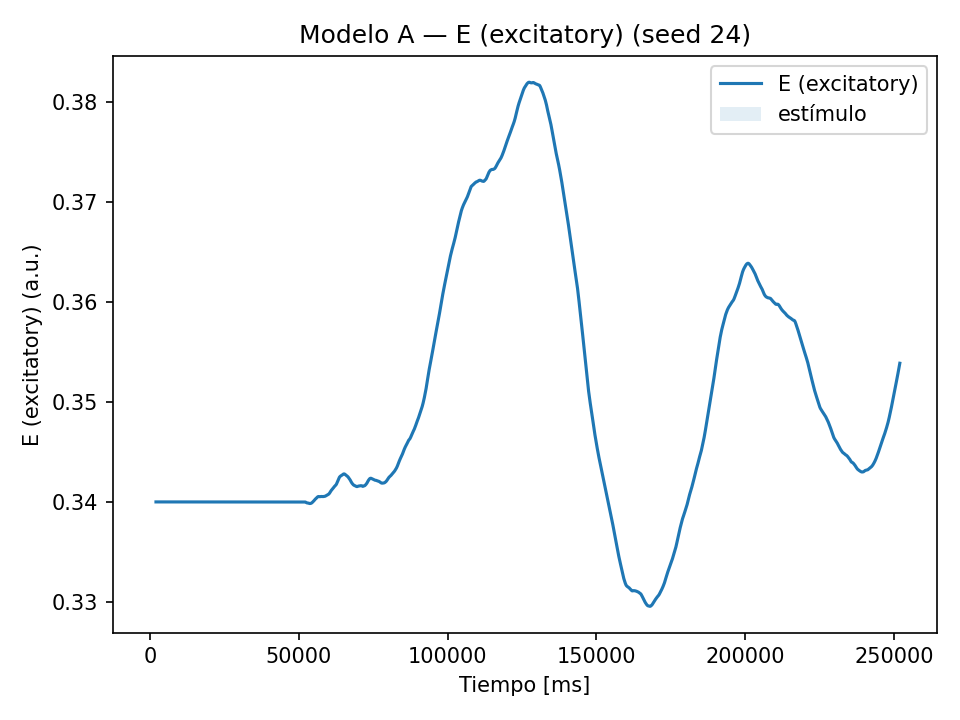 Modelo A — E (excitatory) (seed 24)
E (excitatory)
estímulo
E (excitatory) (a.u.)
0.38
0.37
0.36
0.35
0.34
0.33
0
50000
100000
150000
200000
250000
Tiempo [ms]